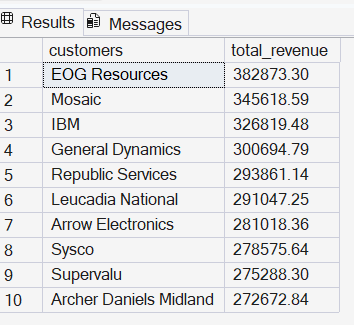 Results Messages
customers total_revenue
1 EOG Resources 382873.30
2 Mosaic 345618.59
3 IBM 326819.48
4 General Dynamics 300694.79
5 Republic Services 293861.14
6 Leucadia National 291047.25
7 Arrow Electronics 281018.36
8 Sysco 278575.64
9 Supervalu 275288.30
10 Archer Daniels Midland 272672.84